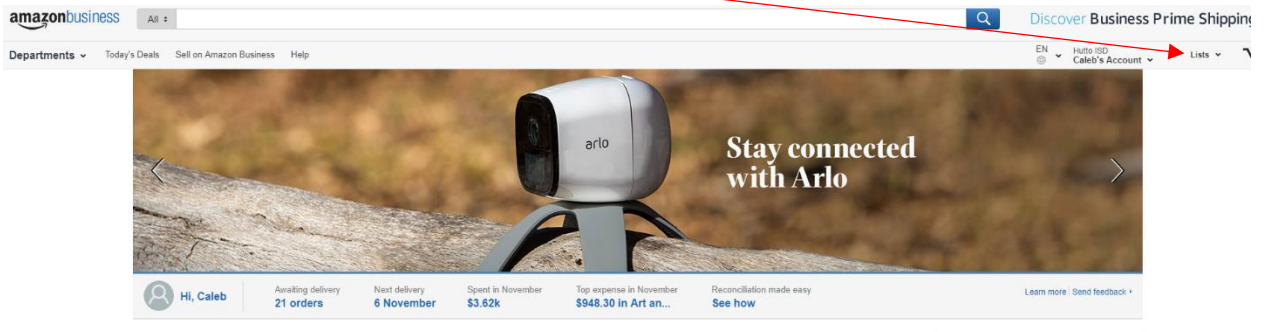 amazonbusiness All Discover Business Prime Shipping
Departments Today's Deals Sell on Amazon Business Help EN Hutto ISD
Caleb's Account Lists
arlo
Stay connected
with Arlo
Hi, Caleb
Awaiting delivery
21 orders
Next delivery
6 November
Spent in November
$3.62k
Top expense in November
$948.30 in Art an...
Reconciliation made easy
See how
Learn more Send feedback